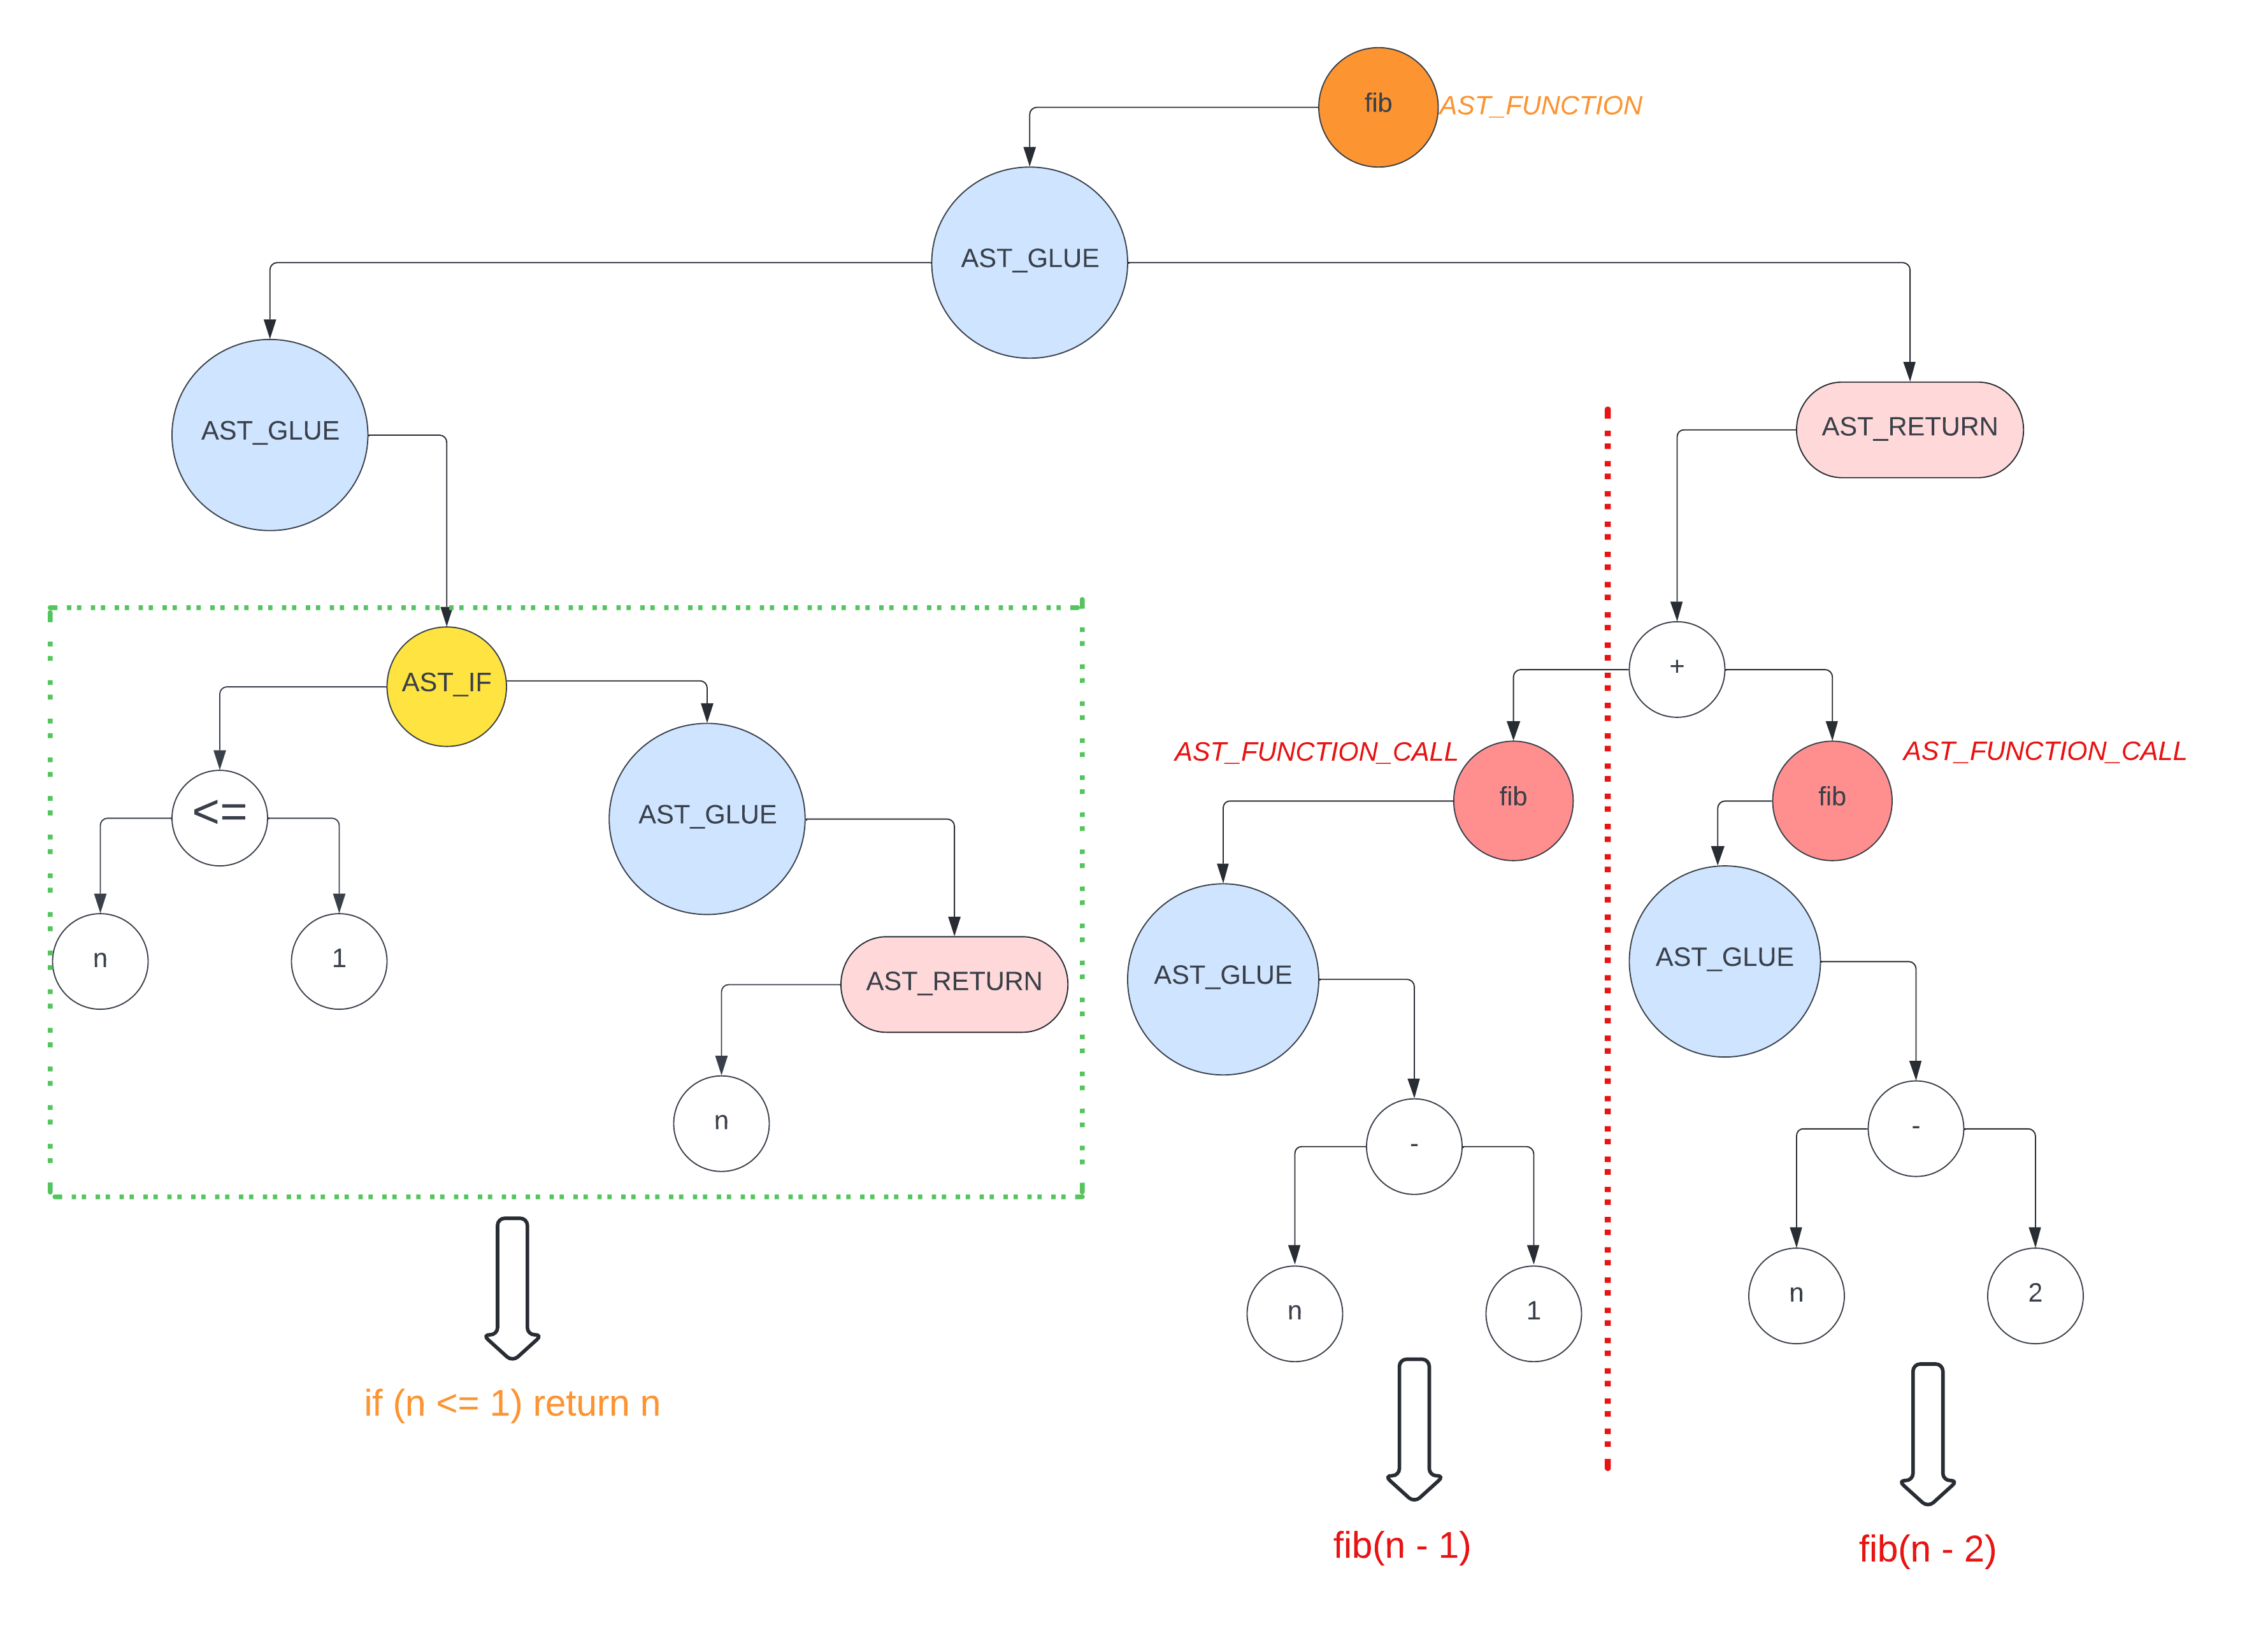 fib
AST_FUNCTION
AST_GLUE
AST_GLUE
AST_RETURN
AST_IF
+
<=
AST_GLUE
AST_FUNCTION_CALL
fib
fib
AST_FUNCTION_CALL
n
1
AST_RETURN
AST_GLUE
AST_GLUE
n
-
-
n
1
n
2
if (n <= 1) return n
fib(n - 1)
fib(n - 2)